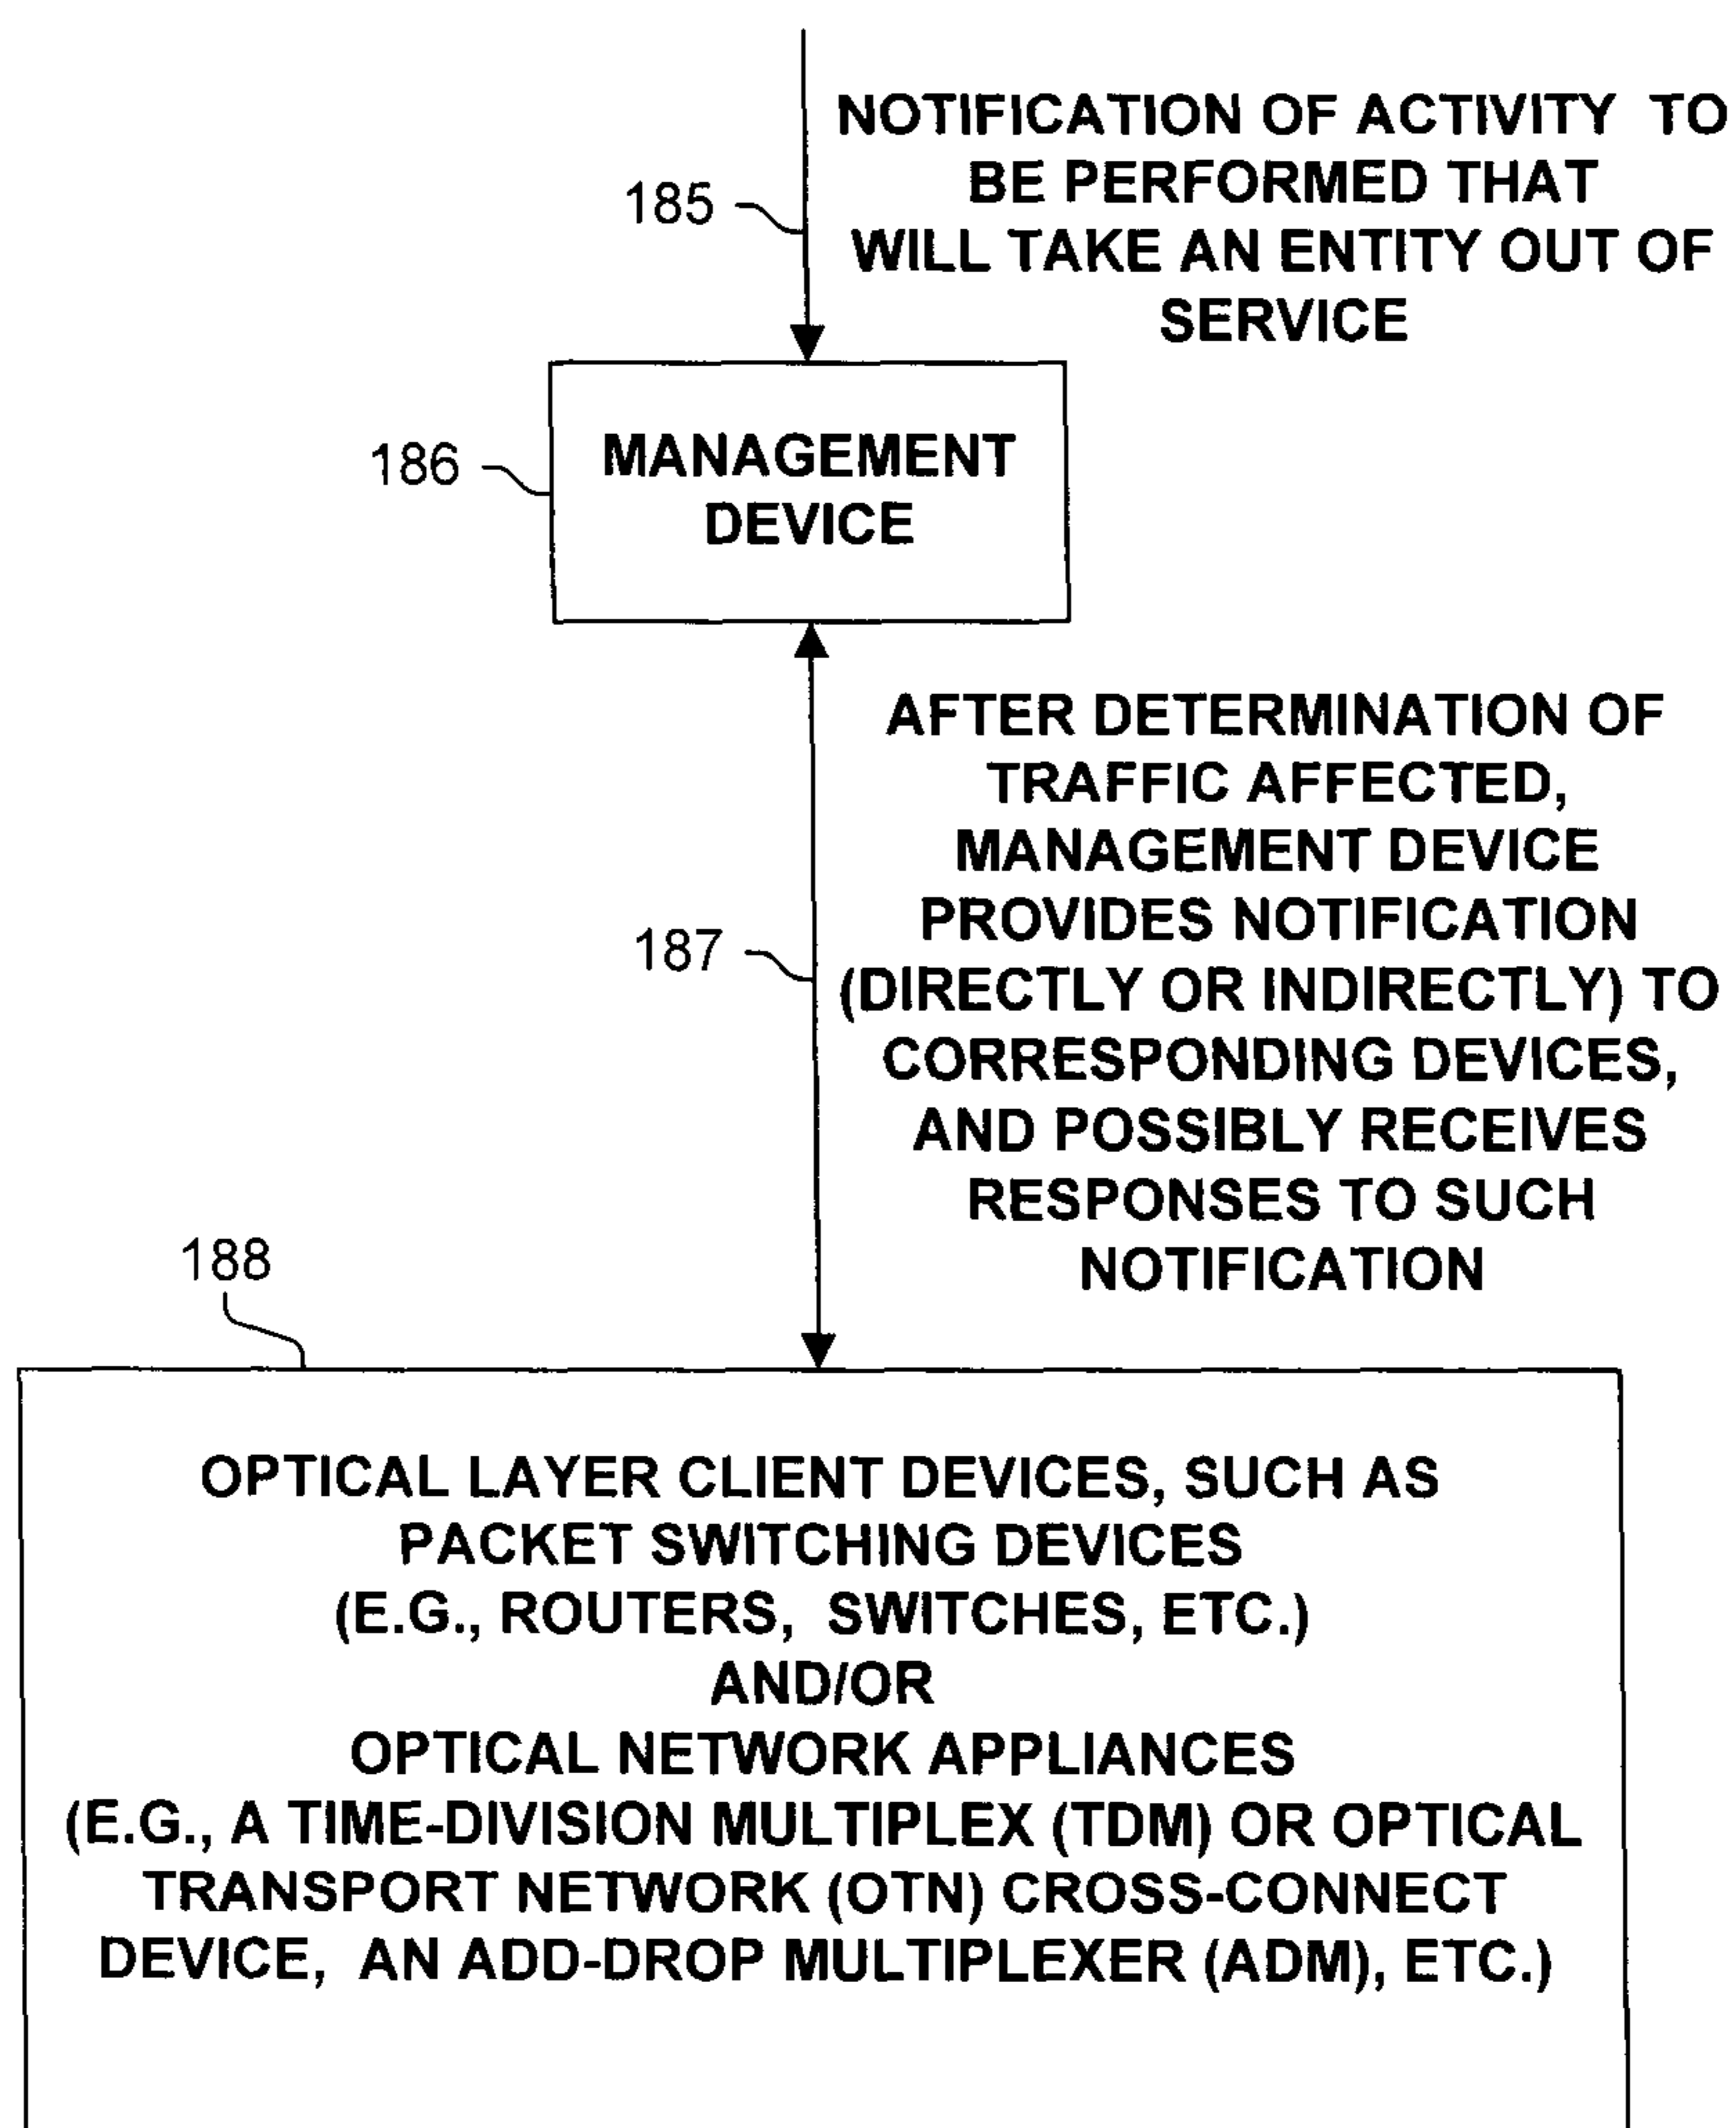 NOTIFICATION OF ACTIVITY TO
BE PERFORMED THAT
WILL TAKE AN ENTITY OUT OF
SERVICE
185
186
MANAGEMENT
DEVICE
AFTER DETERMINATION OF
TRAFFIC AFFECTED,
MANAGEMENT DEVICE
PROVIDES NOTIFICATION
(DIRECTLY OR INDIRECTLY) TO
CORRESPONDING DEVICES,
AND POSSIBLY RECEIVES
RESPONSES TO SUCH
NOTIFICATION
187
188
OPTICAL LAYER CLIENT DEVICES, SUCH AS
PACKET SWITCHING DEVICES
(E.G., ROUTERS, SWITCHES, ETC.)
AND/OR
OPTICAL NETWORK APPLIANCES
(E.G., A TIME-DIVISION MULTIPLEX (TDM) OR OPTICAL
TRANSPORT NETWORK (OTN) CROSS-CONNECT
DEVICE, AN ADD-DROP MULTIPLEXER (ADM), ETC.)